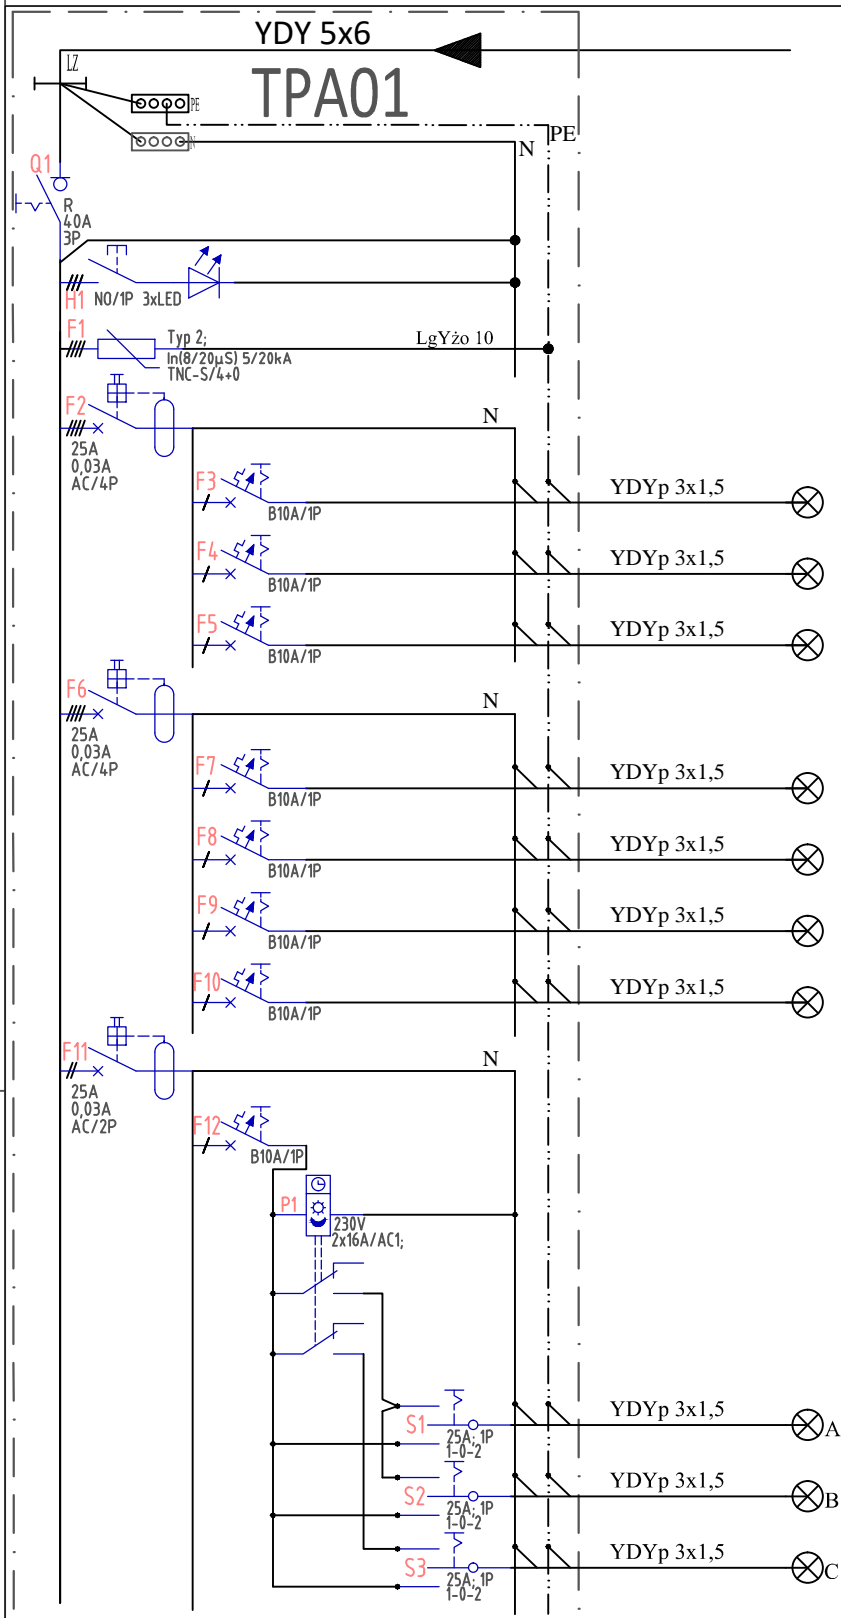 YDY 5x6
LZ
TPA01
PE
N
PE
N
Q1
R
40A
3P
H1
NO/1P 3xLED
F1
Typ 2;
In(8/20µS) 5/20kA
TNC-S/4+0
LgYżo 10
F2
25A
0,03A
AC/4P
N
F3
B10A/1P
YDYp 3x1,5
F4
B10A/1P
YDYp 3x1,5
F5
B10A/1P
YDYp 3x1,5
F6
25A
0,03A
AC/4P
N
F7
B10A/1P
YDYp 3x1,5
F8
B10A/1P
YDYp 3x1,5
F9
B10A/1P
YDYp 3x1,5
F10
B10A/1P
YDYp 3x1,5
F11
25A
0,03A
AC/2P
N
F12
B10A/1P
P1
230V
2x16A/AC1;
S1
25A; 1P
1-0-2
YDYp 3x1,5
A
S2
25A; 1P
1-0-2
YDYp 3x1,5
B
S3
25A; 1P
1-0-2
YDYp 3x1,5
C